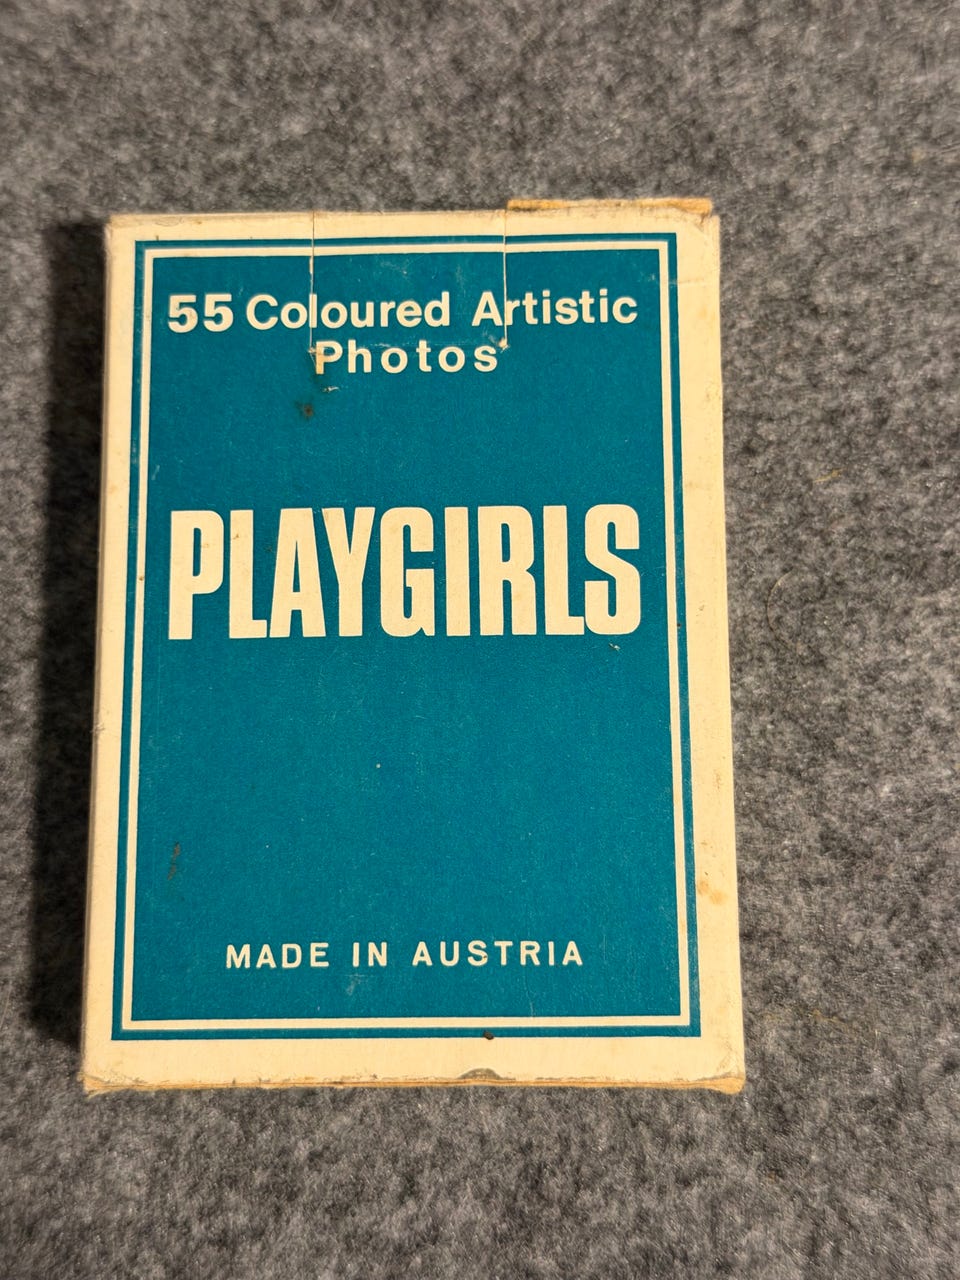 55 Coloured Artistic
Photos
PLAYGIRLS
MADE IN AUSTRIA